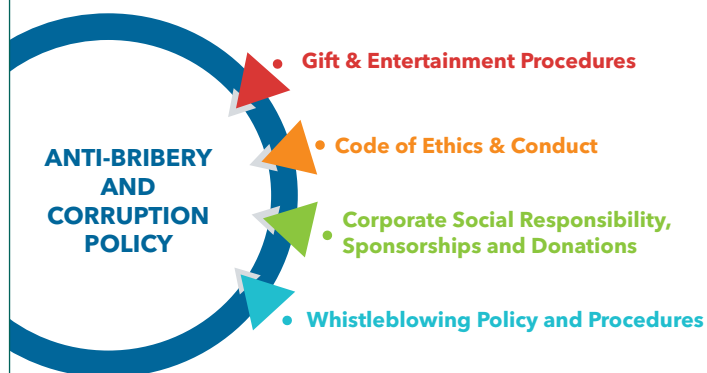 Gift & Entertainment Procedures
Code of Ethics & Conduct
ANTI-BRIBERY
AND
CORRUPTION
POLICY
Corporate Social Responsibility,
Sponsorships and Donations
Whistleblowing Policy and Procedures